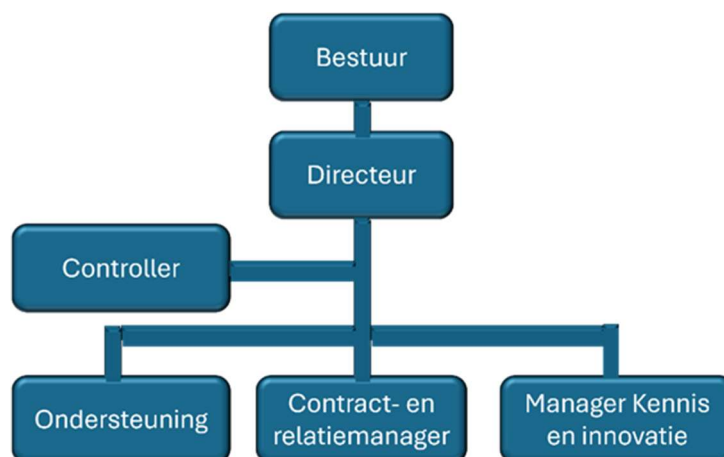 Bestuur
Directeur
Controller
Ondersteuning
Contract- en
relatiemanager
Manager Kennis
en innovatie